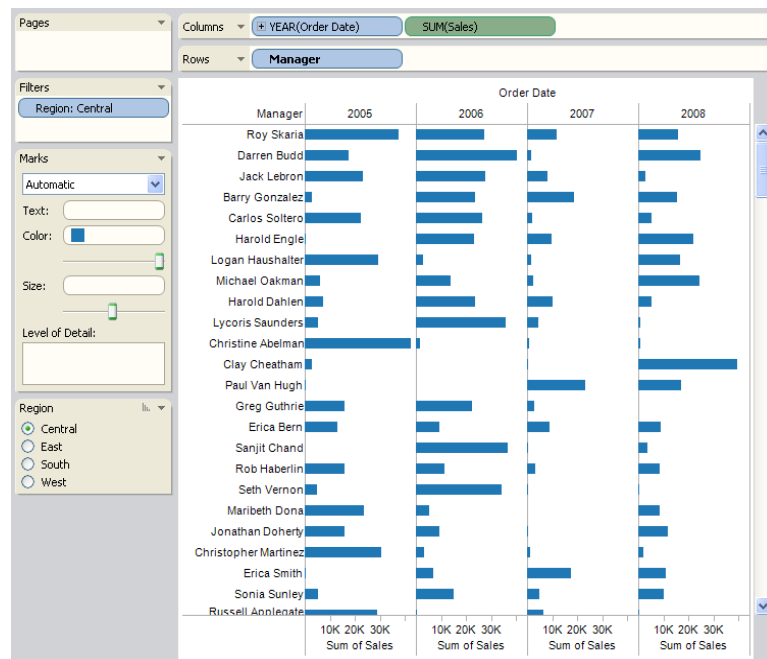 Pages
Columns YEAR(Order Date) SUM(Sales)
Rows Manager
Filters
Region: Central
Marks
Automatic
Text:
Color:
Size:
Level of Detail:
Region
Central
East
South
West
Order Date
Manager 2005 2006 2007 2008
Roy Skaria
Darren Budd
Jack Lebron
Barry Gonzalez
Carlos Soltero
Harold Engle
Logan Haushalter
Michael Oakman
Harold Dahlen
Lycoris Saunders
Christine Abelman
Clay Cheatham
Paul Van Hugh
Greg Guthrie
Erica Bern
Sanjit Chand
Rob Haberlin
Seth Vernon
Maribeth Dona
Jonathan Doherty
Christopher Martinez
Erica Smith
Sonia Sunley
Russell Applegate
10K 20K 30K 10K 20K 30K 10K 20K 30K 10K 20K 30K
Sum of Sales Sum of Sales Sum of Sales Sum of Sales